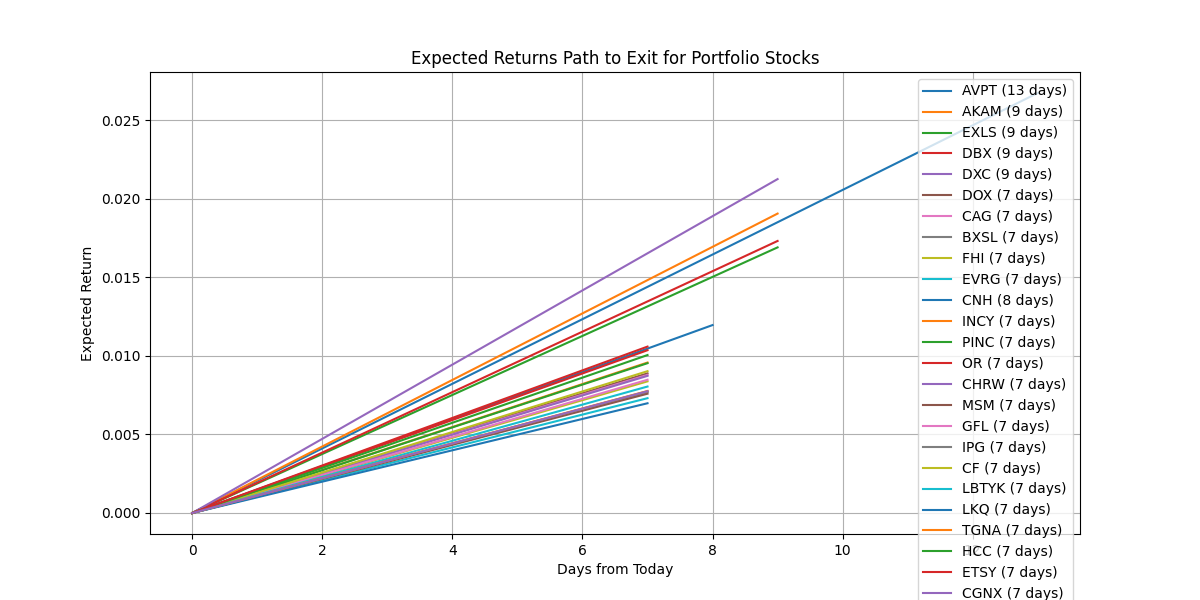 Expected Returns Path to Exit for Portfolio Stocks
Expected Return
0.025
0.020
0.015
0.010
0.005
0.000
0 2 4 6 8 10
Days from Today
AVPT (13 days)
AKAM (9 days)
EXLS (9 days)
DBX (9 days)
DXC (9 days)
DOX (7 days)
CAG (7 days)
BXSL (7 days)
FHI (7 days)
EVRG (7 days)
CNH (8 days)
INCY (7 days)
PINC (7 days)
OR (7 days)
CHRW (7 days)
MSM (7 days)
GFL (7 days)
IPG (7 days)
CF (7 days)
LBTYK (7 days)
LKQ (7 days)
TGNA (7 days)
HCC (7 days)
ETSY (7 days)
CGNX (7 days)